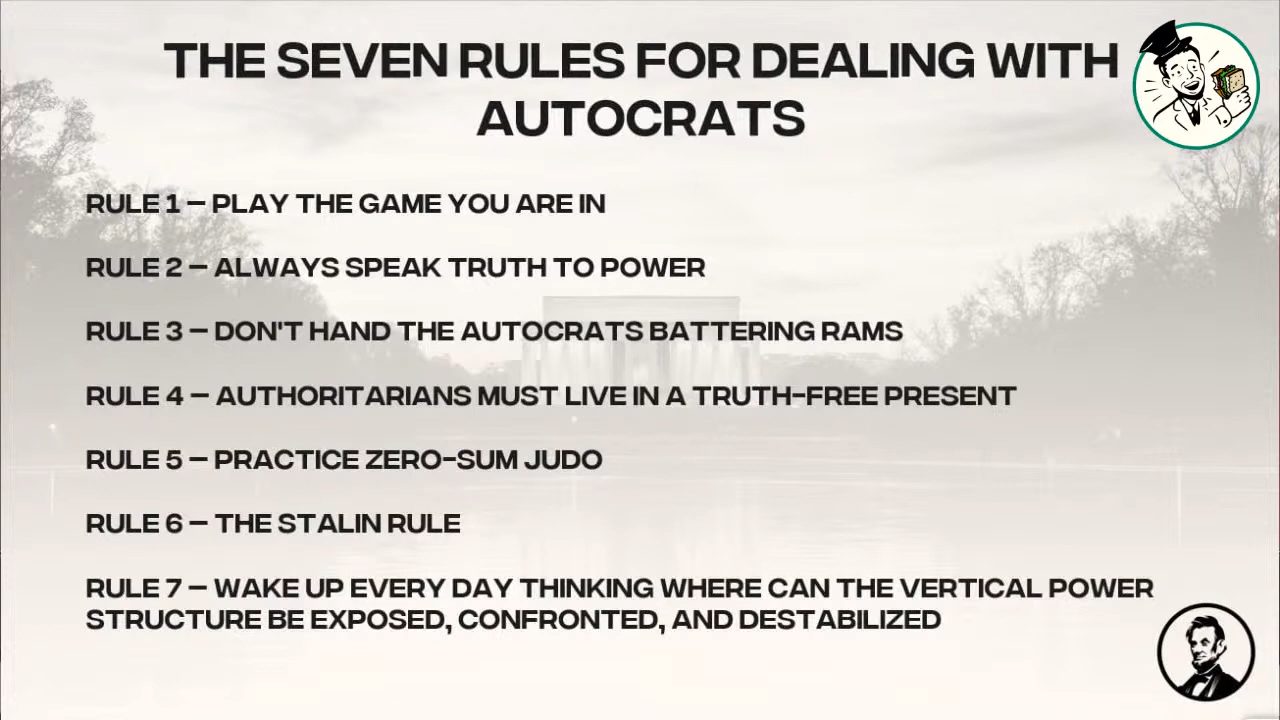 THE SEVEN RULES FOR DEALING WITH
AUTOCRATS
RULE 1 – PLAY THE GAME YOU ARE IN
RULE 2 – ALWAYS SPEAK TRUTH TO POWER
RULE 3 – DON'T HAND THE AUTOCRATS BATTERING RAMS
RULE 4 – AUTHORITARIANS MUST LIVE IN A TRUTH-FREE PRESENT
RULE 5 – PRACTICE ZERO-SUM JUDO
RULE 6 – THE STALIN RULE
RULE 7 – WAKE UP EVERY DAY THINKING WHERE CAN THE VERTICAL POWER
STRUCTURE BE EXPOSED, CONFRONTED, AND DESTABILIZED